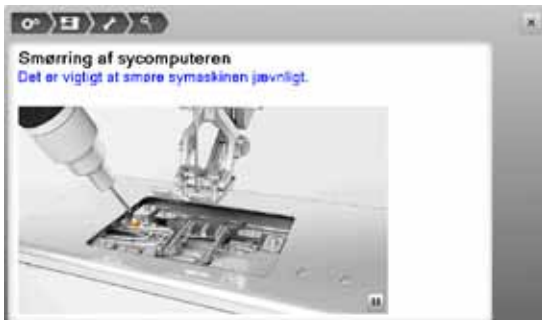 Smørring af sycomputeren
Det er vigtigt at smøre symaskinen jævnligt.